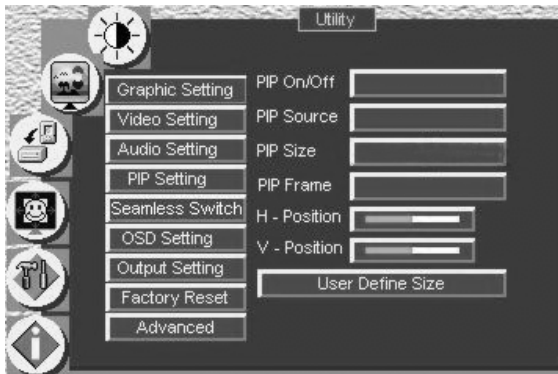 Utility
Graphic Setting
Video Setting
Audio Setting
PIP Setting
Seamless Switch
OSD Setting
Output Setting
Factory Reset
Advanced
PIP On/Off
PIP Source
PIP Size
PIP Frame
H - Position
V - Position
User Define Size